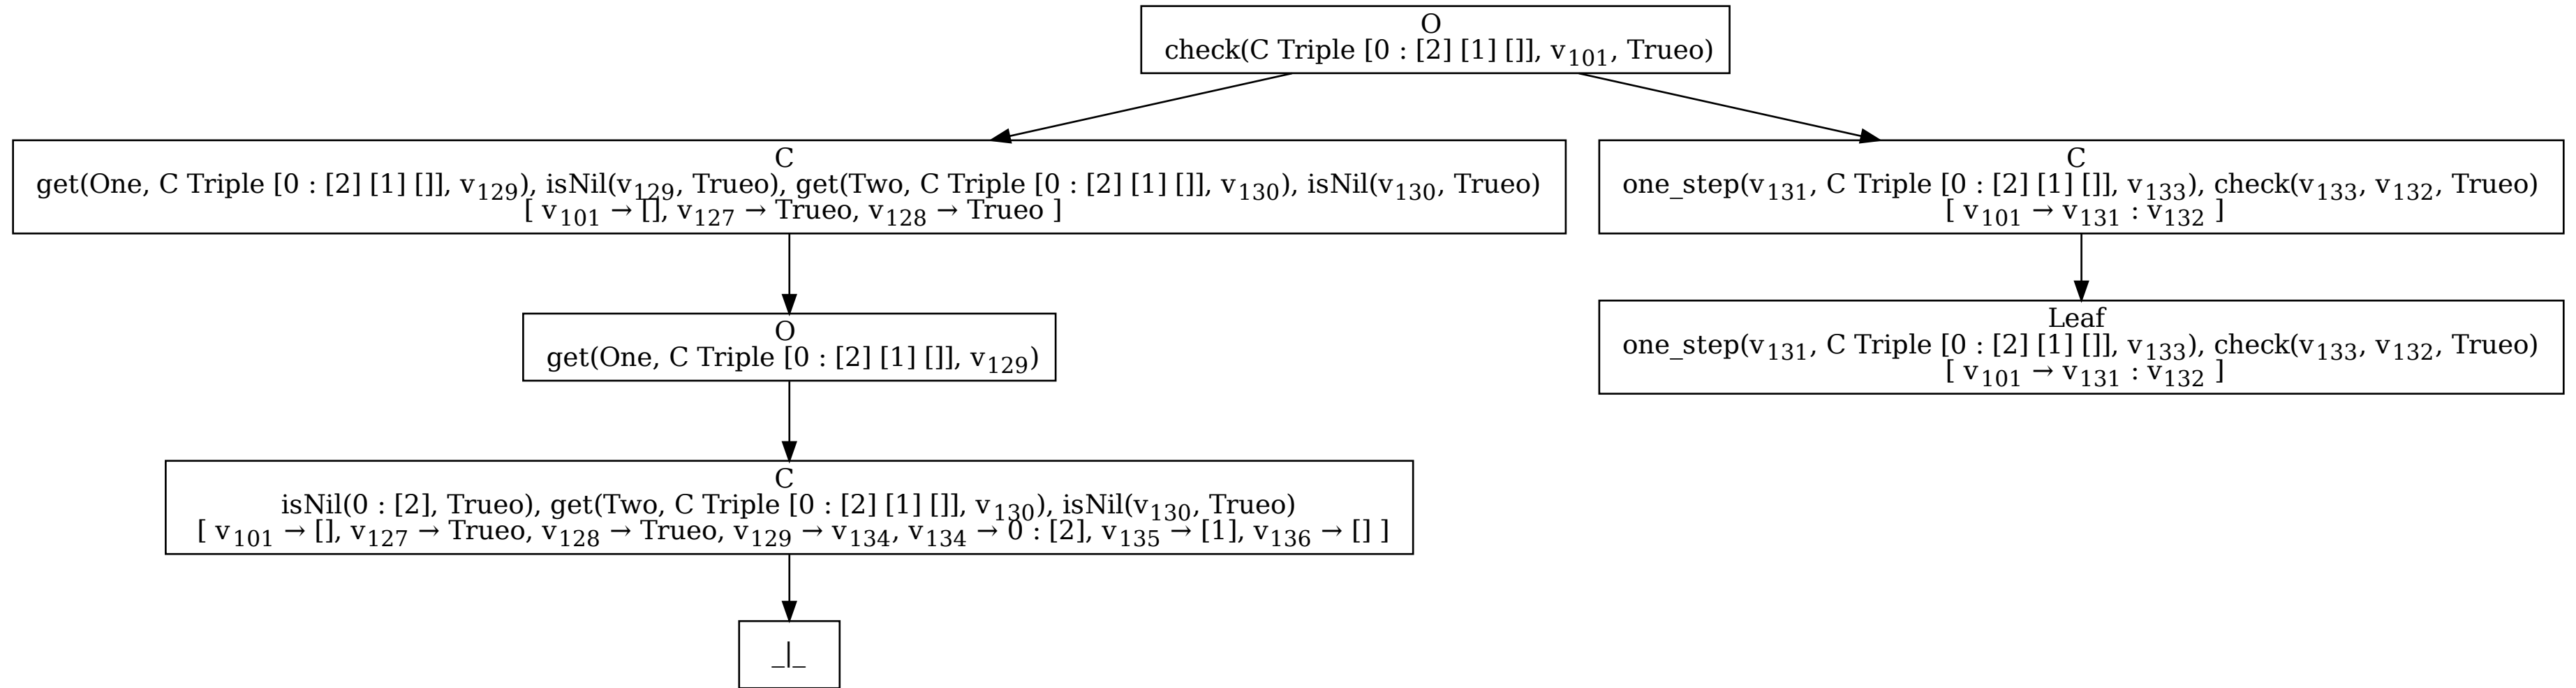 O
check(C Triple [0 : [2] [1] []], v101, Trueo)
C
get(One, C Triple [0 : [2] [1] []], v129), isNil(v129, Trueo), get(Two, C Triple [0 : [2] [1] []], v130), isNil(v130, Trueo)
[ v101 → [], v127 → Trueo, v128 → Trueo ]
C
one_step(v131, C Triple [0 : [2] [1] []], v133), check(v133, v132, Trueo)
[ v101 → v131 : v132 ]
O
get(One, C Triple [0 : [2] [1] []], v129)
Leaf
one_step(v131, C Triple [0 : [2] [1] []], v133), check(v133, v132, Trueo)
[ v101 → v131 : v132 ]
C
isNil(0 : [2], Trueo), get(Two, C Triple [0 : [2] [1] []], v130), isNil(v130, Trueo)
[ v101 → [], v127 → Trueo, v128 → Trueo, v129 → v134, v134 → 0 : [2], v135 → [1], v136 → [] ]
_|_